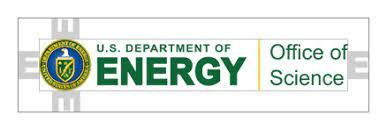 U.S. DEPARTMENT OF
ENERGY
Office of
Science
E
E
E
E